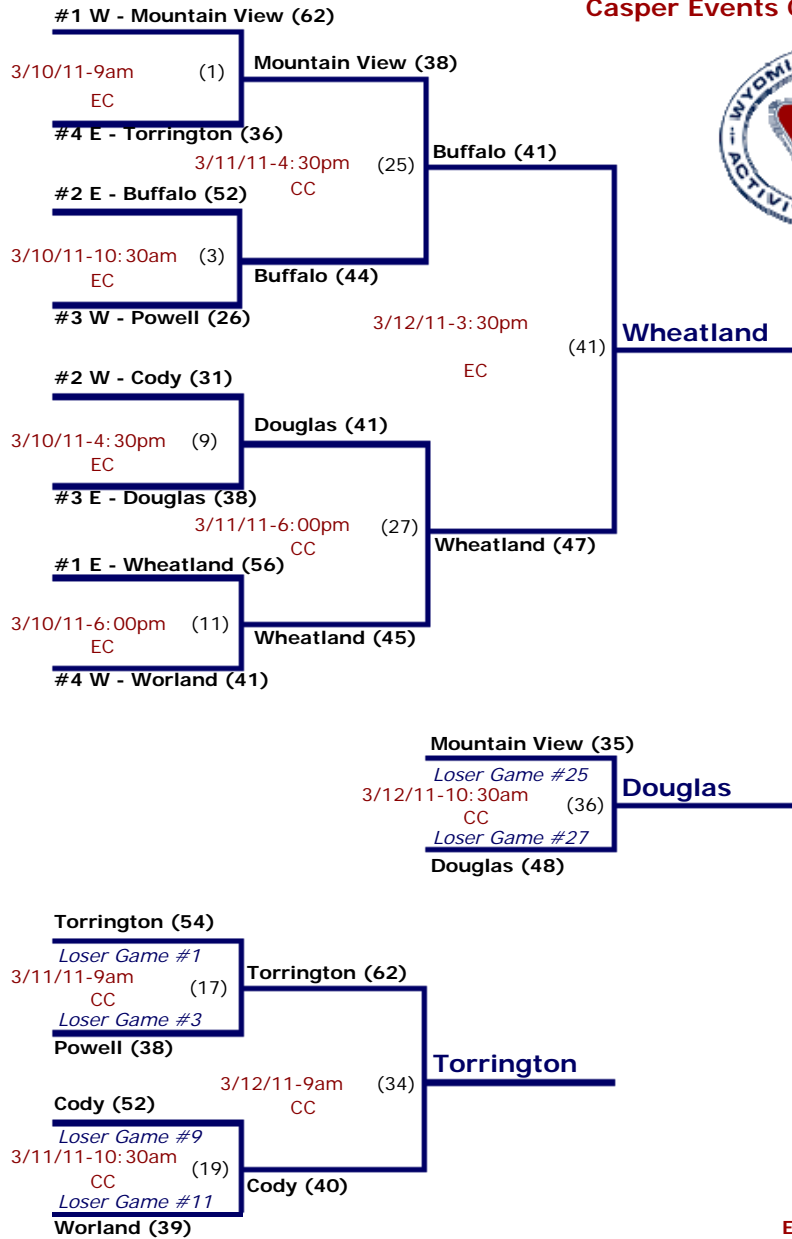 Casper Events
#1 W - Mountain View (62)
3/10/11-9am (1)
EC
Mountain View (38)
#4 E - Torrington (36)
3/11/11-4:30pm (25)
CC
Buffalo (41)
#2 E - Buffalo (52)
3/10/11-10:30am (3)
EC
Buffalo (44)
#3 W - Powell (26)
3/12/11-3:30pm
(41)
EC
Wheatland
#2 W - Cody (31)
3/10/11-4:30pm (9)
EC
Douglas (41)
#3 E - Douglas (38)
3/11/11-6:00pm (27)
CC
Wheatland (47)
#1 E - Wheatland (56)
3/10/11-6:00pm (11)
EC
Wheatland (45)
#4 W - Worland (41)
Mountain View (35)
Loser Game #25
3/12/11-10:30am (36)
CC
Loser Game #27
Douglas (48)
Douglas
Torrington (54)
Loser Game #1
3/11/11-9am (17)
CC
Loser Game #3
Powell (38)
Torrington (62)
3/12/11-9am (34)
CC
Torrington
Cody (52)
Loser Game #9
3/11/11-10:30am (19)
CC
Loser Game #11
Worland (39)
Cody (40)